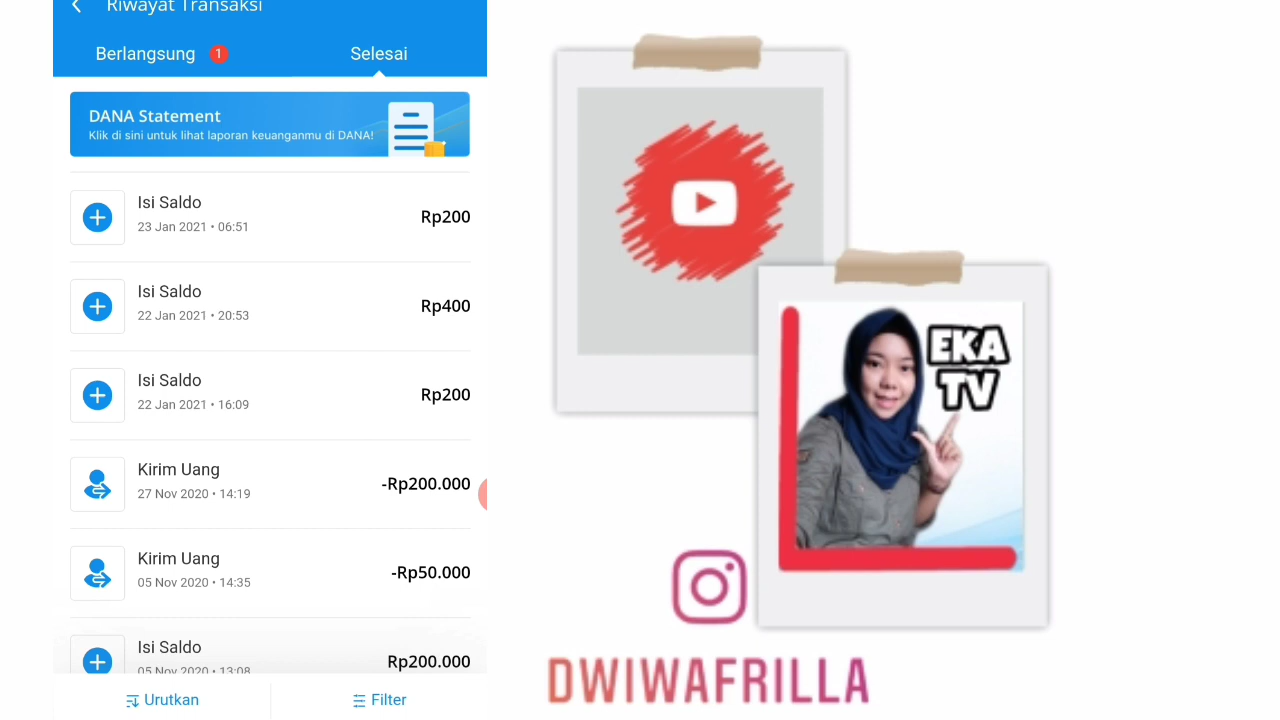 Riwayat Transaksi
Berlangsung 1
Selesai
DANA Statement
Klik di sini untuk lihat laporan keuanganmu di DANA!
Isi Saldo
23 Jan 2021 • 06:51
Rp200
Isi Saldo
22 Jan 2021 • 20:53
Rp400
Isi Saldo
22 Jan 2021 • 16:09
Rp200
Kirim Uang
27 Nov 2020 • 14:19
-Rp200.000
Kirim Uang
05 Nov 2020 • 14:35
-Rp50.000
Isi Saldo
05 Nov 2020 • 13:08
Rp200.000
Urutkan
Filter
EKA
TV
DWIWAFRILLA